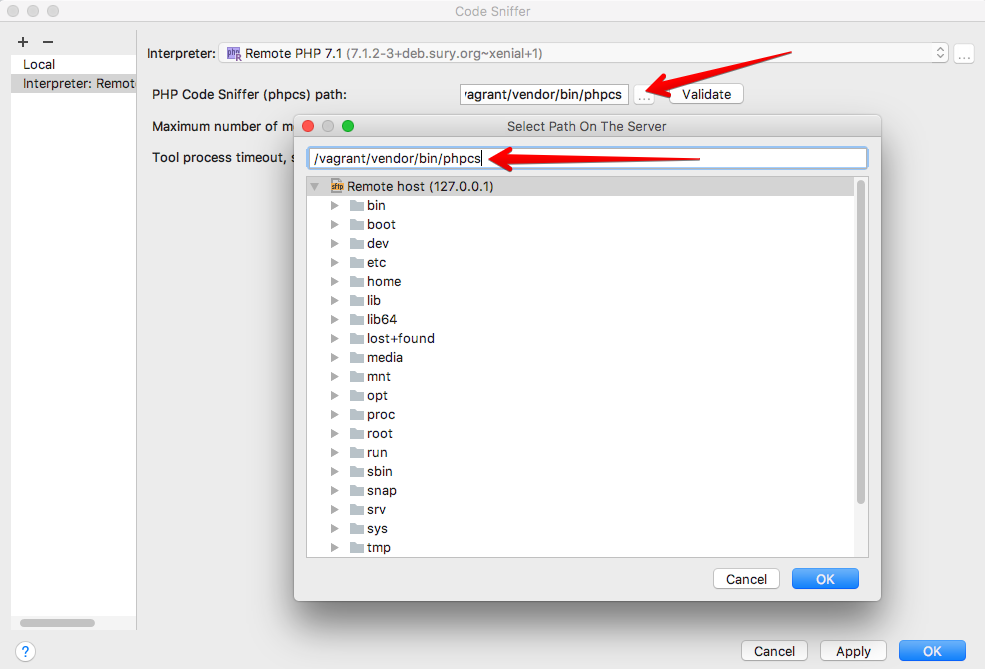 Code Sniffer
+ −
Local
Interpreter: Remot
Interpreter: php R Remote PHP 7.1 (7.1.2-3+deb.sury.org~xenial+1) ...
PHP Code Sniffer (phpcs) path: /vagrant/vendor/bin/phpcs ... Validate
Maximum number of m
Tool process timeout, s
Select Path On The Server
/vagrant/vendor/bin/phpcs
sftp Remote host (127.0.0.1)
bin
boot
dev
etc
home
lib
lib64
lost+found
media
mnt
opt
proc
root
run
sbin
snap
srv
sys
tmp
Cancel OK
? Cancel Apply OK